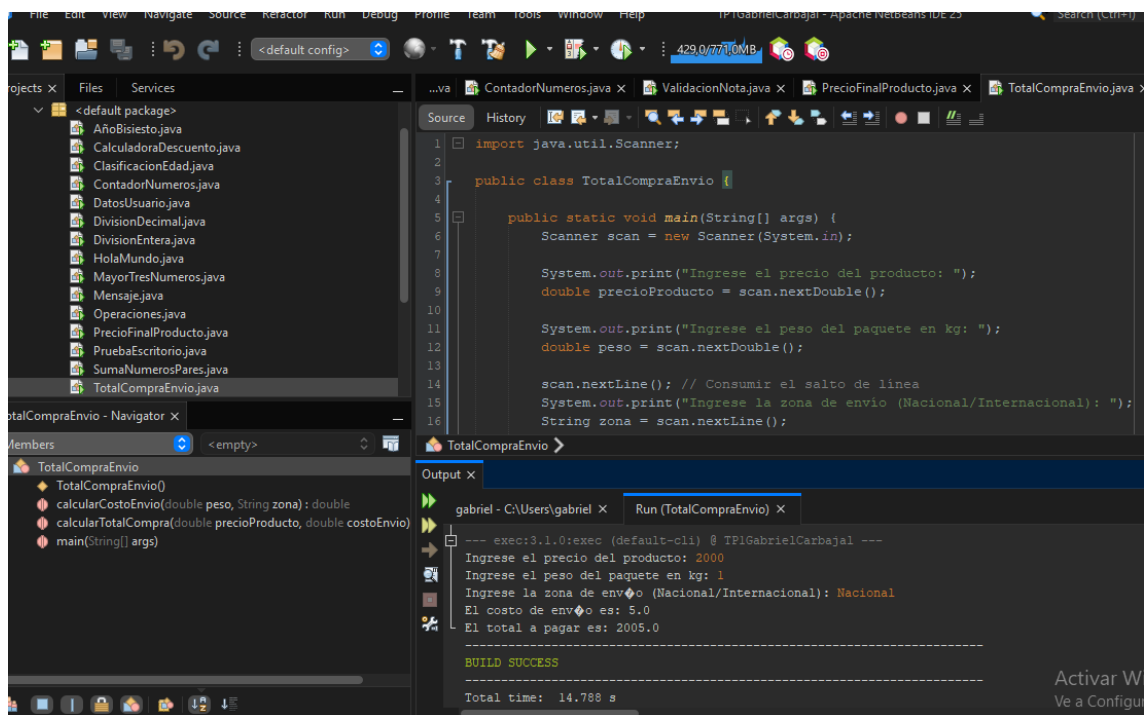 File Edit View Navigate Source Refactor Run Debug Profile Team Tools Window Help TP1GabrielCarbajal - Apache NetBeans IDE 25 Search (Ctrl+I)
<default config> 429,0/771,0MB
rojects Files Services
...va ContadorNumeros.java ValidacionNota.java PrecioFinalProducto.java TotalCompraEnvio.java
<default package>
AñoBisiesto.java
CalculadoraDescuento.java
ClasificacionEdad.java
ContadorNumeros.java
DatosUsuario.java
DivisionDecimal.java
DivisionEntera.java
HolaMundo.java
MayorTresNumeros.java
Mensaje.java
Operaciones.java
PrecioFinalProducto.java
PruebaEscritorio.java
SumaNumerosPares.java
TotalCompraEnvio.java
otalCompraEnvio - Navigator
Members <empty>
TotalCompraEnvio
TotalCompraEnvio()
calcularCostoEnvio(double peso, String zona) : double
calcularTotalCompra(double precioProducto, double costoEnvio)
main(String[] args)
Source History
1 import java.util.Scanner;
2
3 public class TotalCompraEnvio {
4
5 public static void main(String[] args) {
6 Scanner scan = new Scanner(System.in);
7
8 System.out.print("Ingrese el precio del producto: ");
9 double precioProducto = scan.nextDouble();
10
11 System.out.print("Ingrese el peso del paquete en kg: ");
12 double peso = scan.nextDouble();
13
14 scan.nextLine(); // Consumir el salto de línea
15 System.out.print("Ingrese la zona de envío (Nacional/Internacional): ");
16 String zona = scan.nextLine();
TotalCompraEnvio
Output
gabriel - C:\Users\gabriel Run (TotalCompraEnvio)
--- exec:3.1.0:exec (default-cli) @ TP1GabrielCarbajal ---
Ingrese el precio del producto: 2000
Ingrese el peso del paquete en kg: 1
Ingrese la zona de env�o (Nacional/Internacional): Nacional
El costo de env�o es: 5.0
El total a pagar es: 2005.0
------------------------------------------------------------------------
BUILD SUCCESS
------------------------------------------------------------------------
Total time: 14.788 s
Activar Wi
Ve a Configur